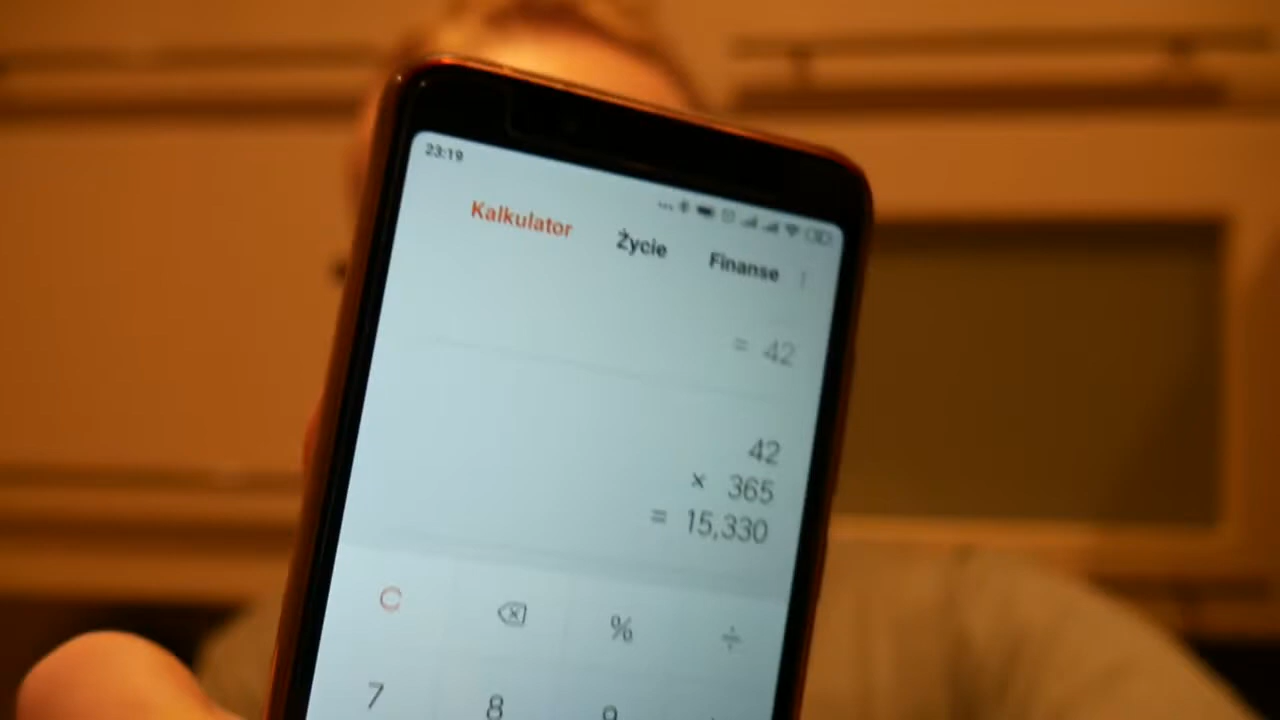 23:19
Kalkulator Życie Finanse
= 42
42
× 365
= 15,330
C % ÷
7 8 9